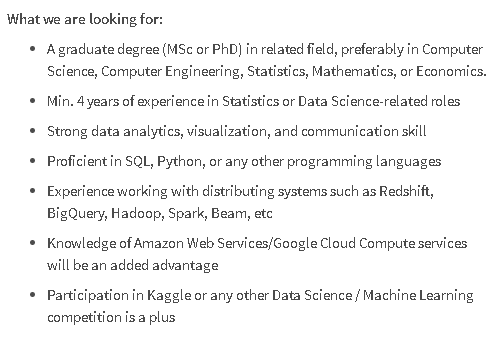 What we are looking for:
• A graduate degree (MSc or PhD) in related field, preferably in Computer
Science, Computer Engineering, Statistics, Mathematics, or Economics.
• Min. 4 years of experience in Statistics or Data Science-related roles
• Strong data analytics, visualization, and communication skill
• Proficient in SQL, Python, or any other programming languages
• Experience working with distributing systems such as Redshift,
BigQuery, Hadoop, Spark, Beam, etc
• Knowledge of Amazon Web Services/Google Cloud Compute services
will be an added advantage
• Participation in Kaggle or any other Data Science / Machine Learning
competition is a plus